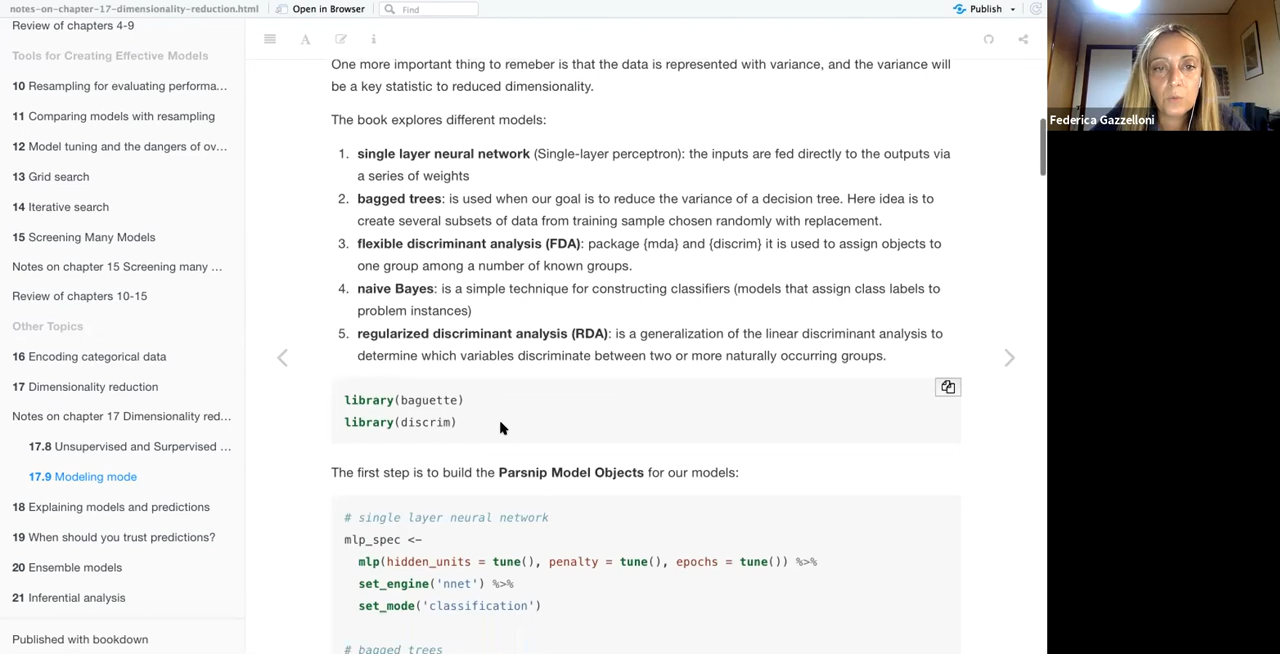 notes-on-chapter-17-dimensionality-reduction.html
Open in Browser
Find
Publish
Review of chapters 4-9
Tools for Creating Effective Models
10 Resampling for evaluating performa...
11 Comparing models with resampling
12 Model tuning and the dangers of ov...
13 Grid search
14 Iterative search
15 Screening Many Models
Notes on chapter 15 Screening many ...
Review of chapters 10-15
Other Topics
16 Encoding categorical data
17 Dimensionality reduction
Notes on chapter 17 Dimensionality red...
17.8 Unsupervised and Surpervised ...
17.9 Modeling mode
18 Explaining models and predictions
19 When should you trust predictions?
20 Ensemble models
21 Inferential analysis
Published with bookdown
One more important thing to remeber is that the data is represented with variance, and the variance will
be a key statistic to reduced dimensionality.
The book explores different models:
1. single layer neural network (Single-layer perceptron): the inputs are fed directly to the outputs via
a series of weights
2. bagged trees: is used when our goal is to reduce the variance of a decision tree. Here idea is to
create several subsets of data from training sample chosen randomly with replacement.
3. flexible discriminant analysis (FDA): package {mda} and {discrim} it is used to assign objects to
one group among a number of known groups.
4. naive Bayes: is a simple technique for constructing classifiers (models that assign class labels to
problem instances)
5. regularized discriminant analysis (RDA): is a generalization of the linear discriminant analysis to
determine which variables discriminate between two or more naturally occurring groups.
library(baguette)
library(discrim)
The first step is to build the Parsnip Model Objects for our models:
# single layer neural network
mlp_spec <-
mlp(hidden_units = tune(), penalty = tune(), epochs = tune()) %>%
set_engine('nnet') %>%
set_mode('classification')
# bagged trees
Federica Gazzelloni